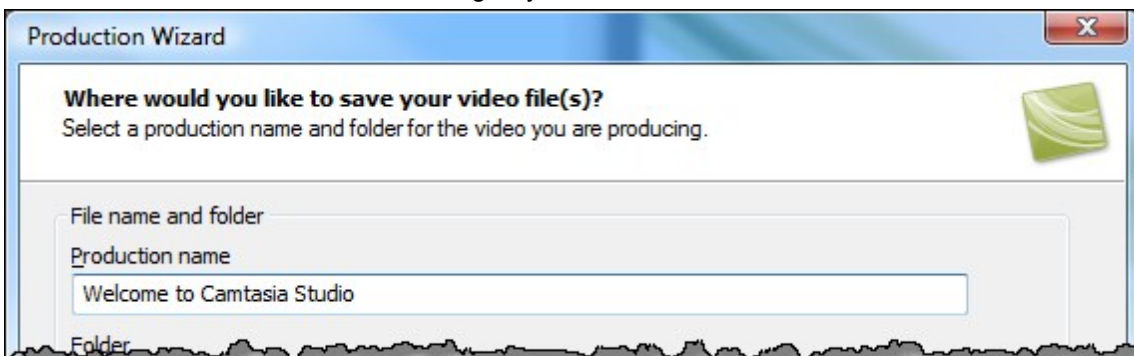 Production Wizard
Where would you like to save your video file(s)?
Select a production name and folder for the video you are producing.
File name and folder
Production name
Welcome to Camtasia Studio
Folder